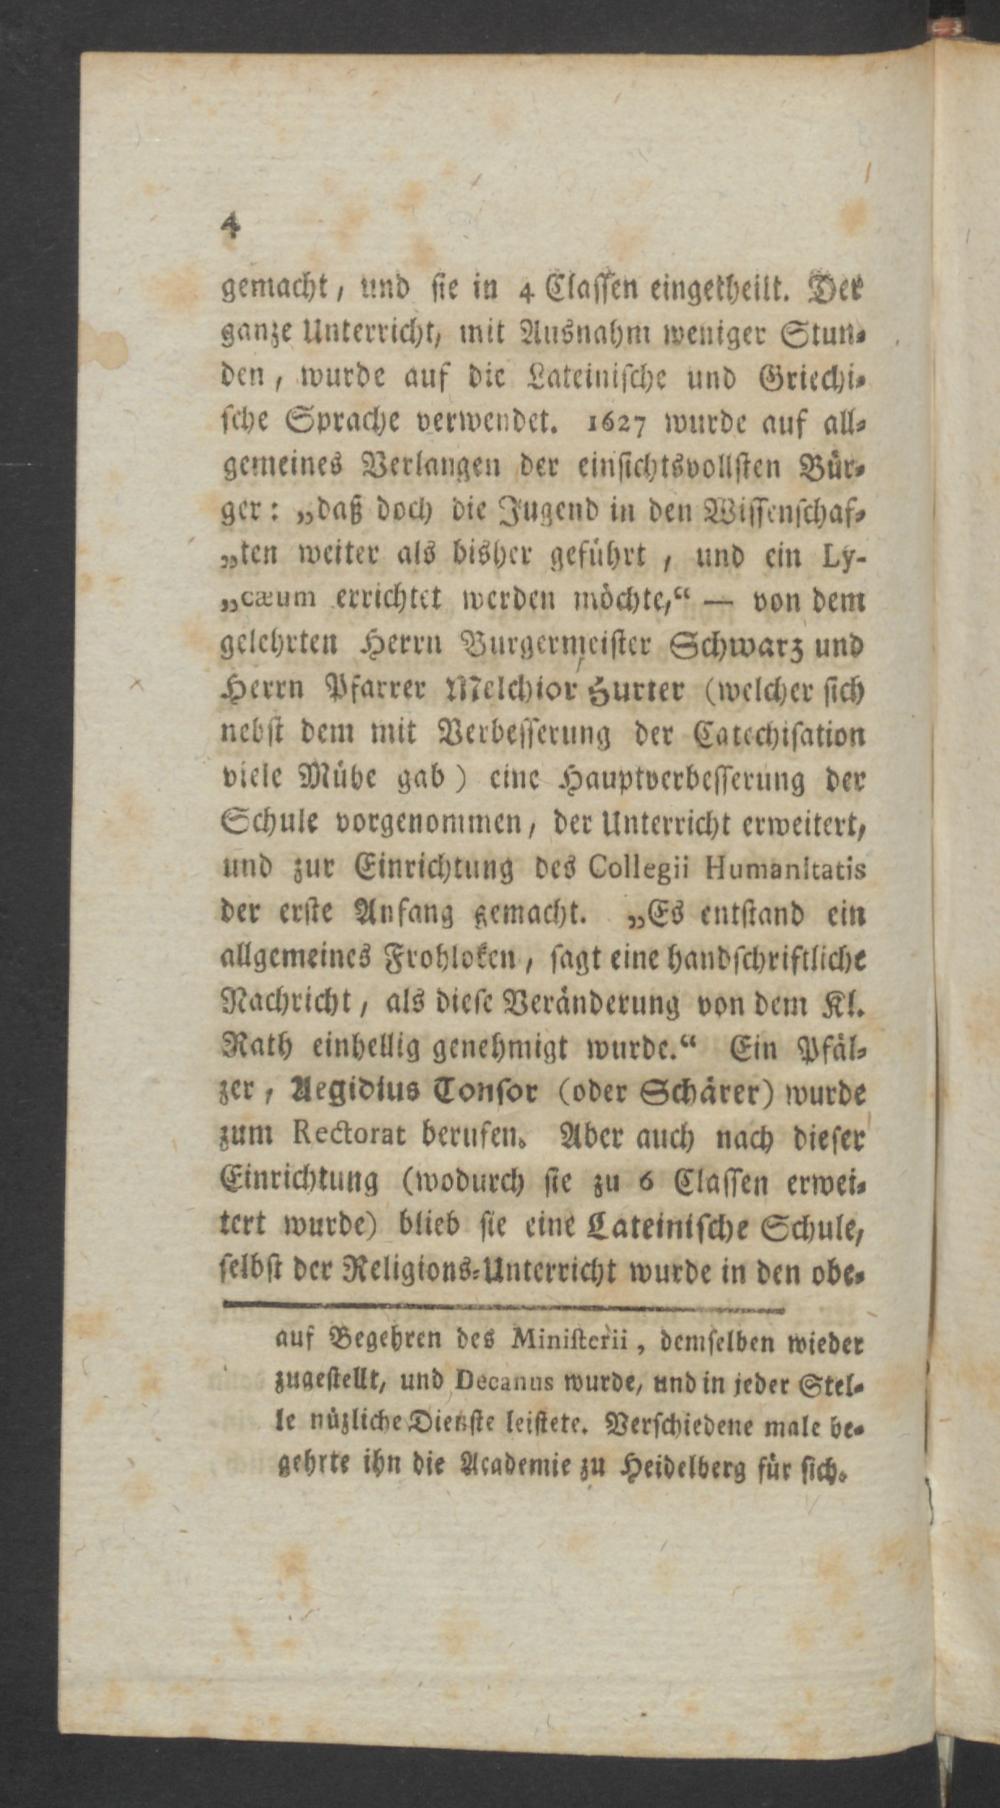 4
gemacht, und sie in 4 Classen eingetheilt. Der
ganze Unterricht, mit Ausnahm weniger Stun-
den, wurde auf die Lateinische und Griechi-
sche Sprache verwendet. 1627 wurde auf all-
gemeines Verlangen der einsichtsvollsten Bür-
ger: „daß doch die Jugend in den Wissenschaf-
„ten weiter als bisher geführt, und ein Ly-
„cæum errichtet werden möchte,“ — von dem
gelehrten Herrn Burgermeister Schwarz und
Herrn Pfarrer Melchior Hurter (welcher sich
nebst dem mit Verbesserung der Catechisation
viele Mühe gab) eine Hauptverbesserung der
Schule vorgenommen, der Unterricht erweitert,
und zur Einrichtung des Collegii Humanitatis
der erste Anfang gemacht. „Es entstand ein
allgemeines Frohloken, sagt eine handschriftliche
Nachricht, als diese Veränderung von dem Kl.
Rath einhellig genehmigt wurde.“ Ein Pfäl-
zer, Aegidius Tonsor (oder Schärer) wurde
zum Rectorat berufen. Aber auch nach dieser
Einrichtung (wodurch sie zu 6 Classen erwei-
tert wurde) blieb sie eine Lateinische Schule,
selbst der Religions-Unterricht wurde in den obe-
auf Begehren des Ministerii, demselben wieder
zugestellt, und Decanus wurde, und in jeder Stel-
le nüzliche Dienste leistete. Verschiedene male be-
gehrte ihn die Academie zu Heidelberg für sich.